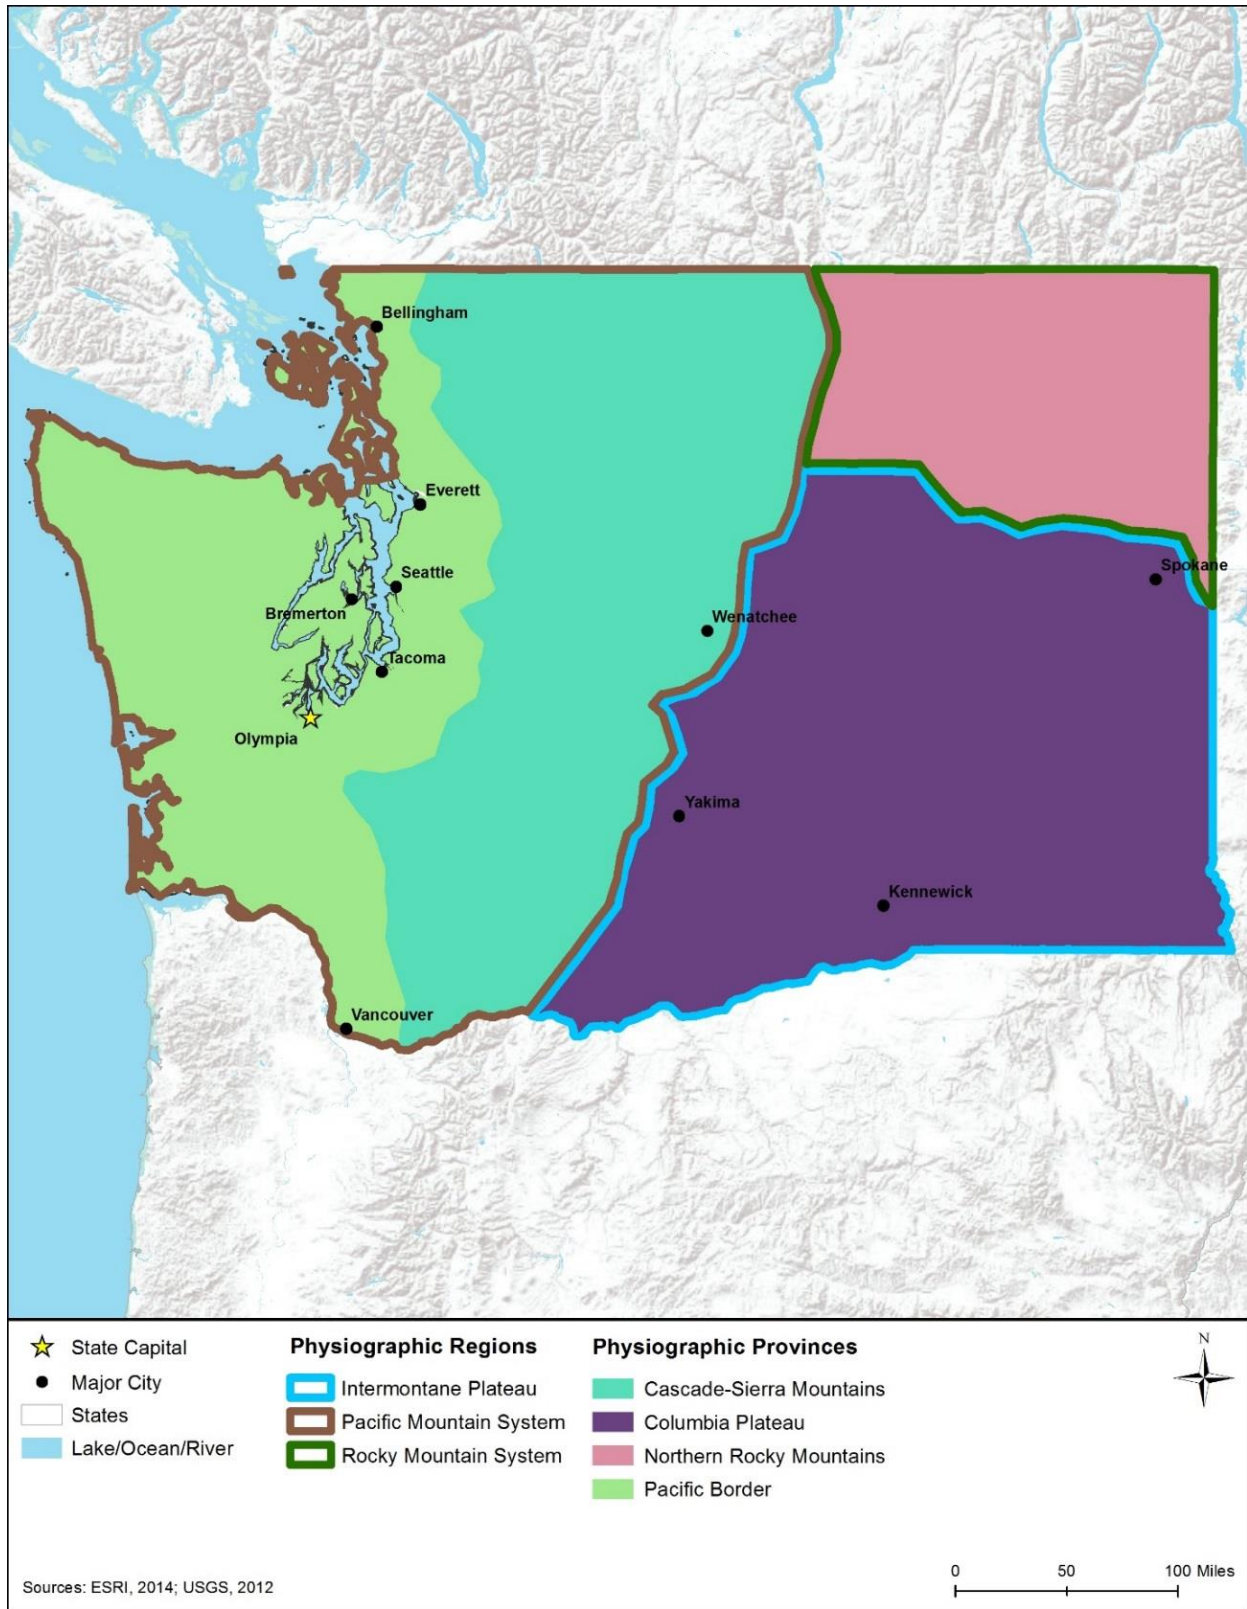 Bellingham
Everett
Seattle
Bremerton
Spokane
Wenatchee
Tacoma
Olympia
Yakima
Kennewick
Vancouver
State Capital
Major City
States
Lake/Ocean/River
Physiographic Regions
Intermontane Plateau
Pacific Mountain System
Rocky Mountain System
Physiographic Provinces
Cascade-Sierra Mountains
Columbia Plateau
Northern Rocky Mountains
Pacific Border
N
Sources: ESRI, 2014; USGS, 2012
0 50 100 Miles